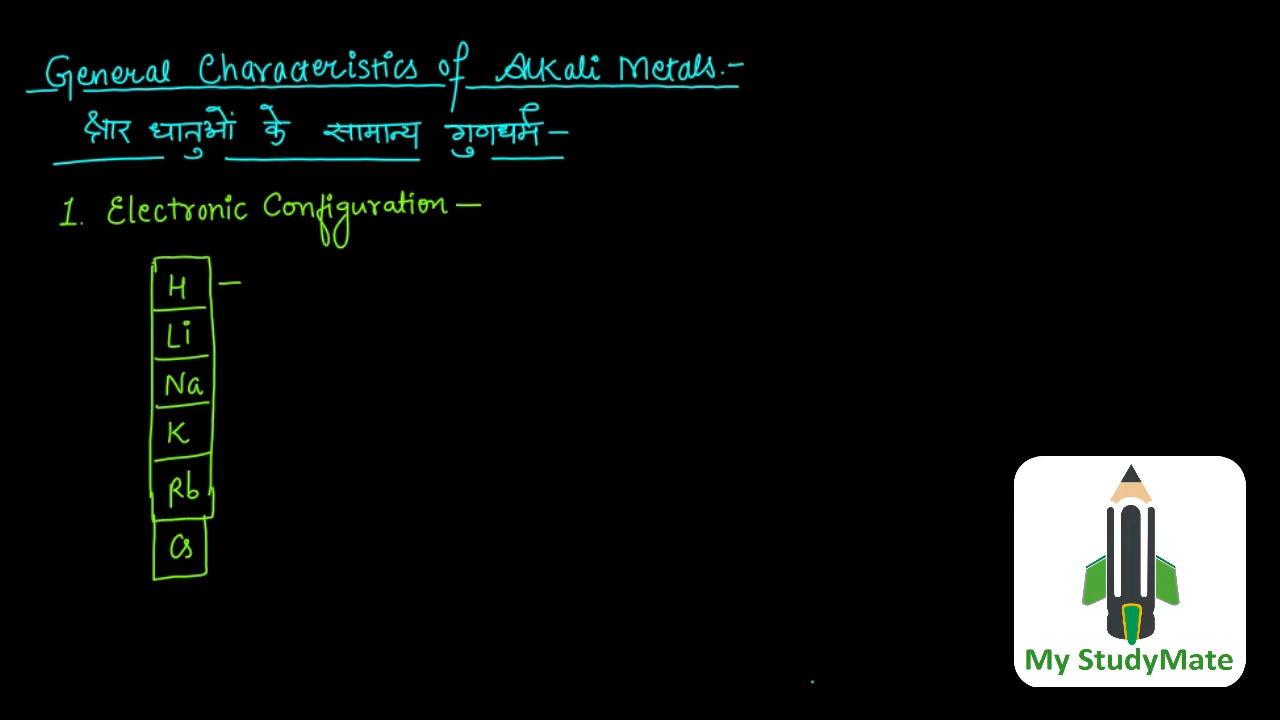 General Characteristics of Alkali Metals.-
क्षार धातुओं के सामान्य गुणधर्म –
1. Electronic Configuration –
H –
Li
Na
K
Rb
Cs
My StudyMate